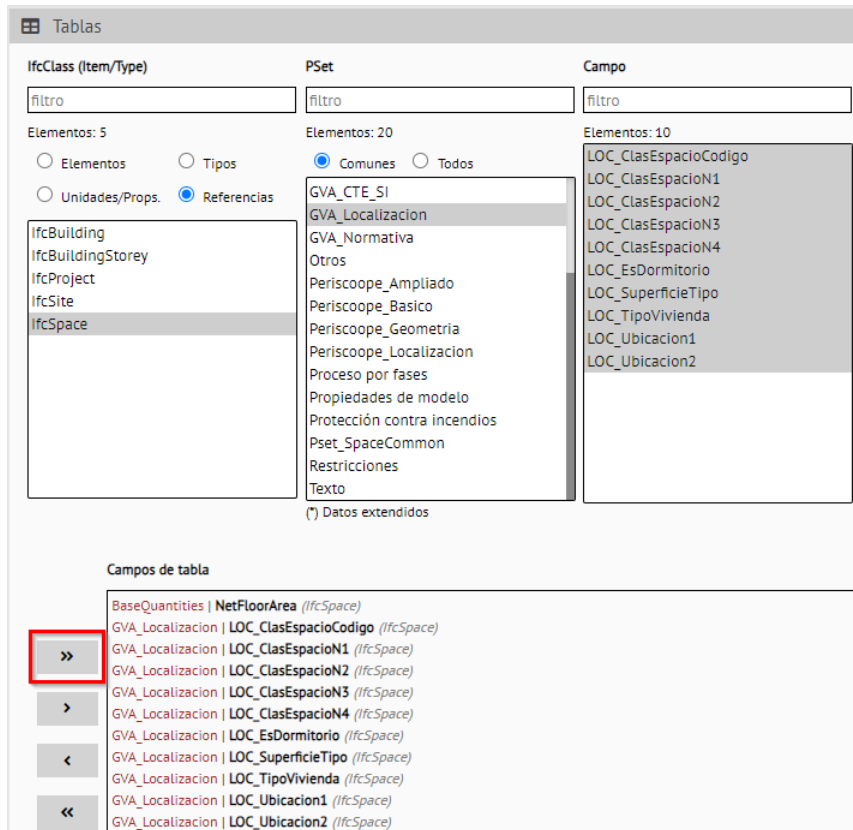 Tablas
IfcClass (Item/Type)
filtro
Elementos: 5
Elementos
Tipos
Unidades/Props.
Referencias
IfcBuilding
IfcBuildingStorey
IfcProject
IfcSite
IfcSpace
PSet
filtro
Elementos: 20
Comunes
Todos
GVA_CTE_SI
GVA_Localizacion
GVA_Normativa
Otros
Periscoope_Ampliado
Periscoope_Basico
Periscoope_Geometria
Periscoope_Localizacion
Proceso por fases
Propiedades de modelo
Protección contra incendios
Pset_SpaceCommon
Restricciones
Texto
(*) Datos extendidos
Campo
filtro
Elementos: 10
LOC_ClasEspacioCodigo
LOC_ClasEspacioN1
LOC_ClasEspacioN2
LOC_ClasEspacioN3
LOC_ClasEspacioN4
LOC_EsDormitorio
LOC_SuperficieTipo
LOC_TipoVivienda
LOC_Ubicacion1
LOC_Ubicacion2
Campos de tabla
»
›
‹
«
BaseQuantities | NetFloorArea (IfcSpace)
GVA_Localizacion | LOC_ClasEspacioCodigo (IfcSpace)
GVA_Localizacion | LOC_ClasEspacioN1 (IfcSpace)
GVA_Localizacion | LOC_ClasEspacioN2 (IfcSpace)
GVA_Localizacion | LOC_ClasEspacioN3 (IfcSpace)
GVA_Localizacion | LOC_ClasEspacioN4 (IfcSpace)
GVA_Localizacion | LOC_EsDormitorio (IfcSpace)
GVA_Localizacion | LOC_SuperficieTipo (IfcSpace)
GVA_Localizacion | LOC_TipoVivienda (IfcSpace)
GVA_Localizacion | LOC_Ubicacion1 (IfcSpace)
GVA_Localizacion | LOC_Ubicacion2 (IfcSpace)